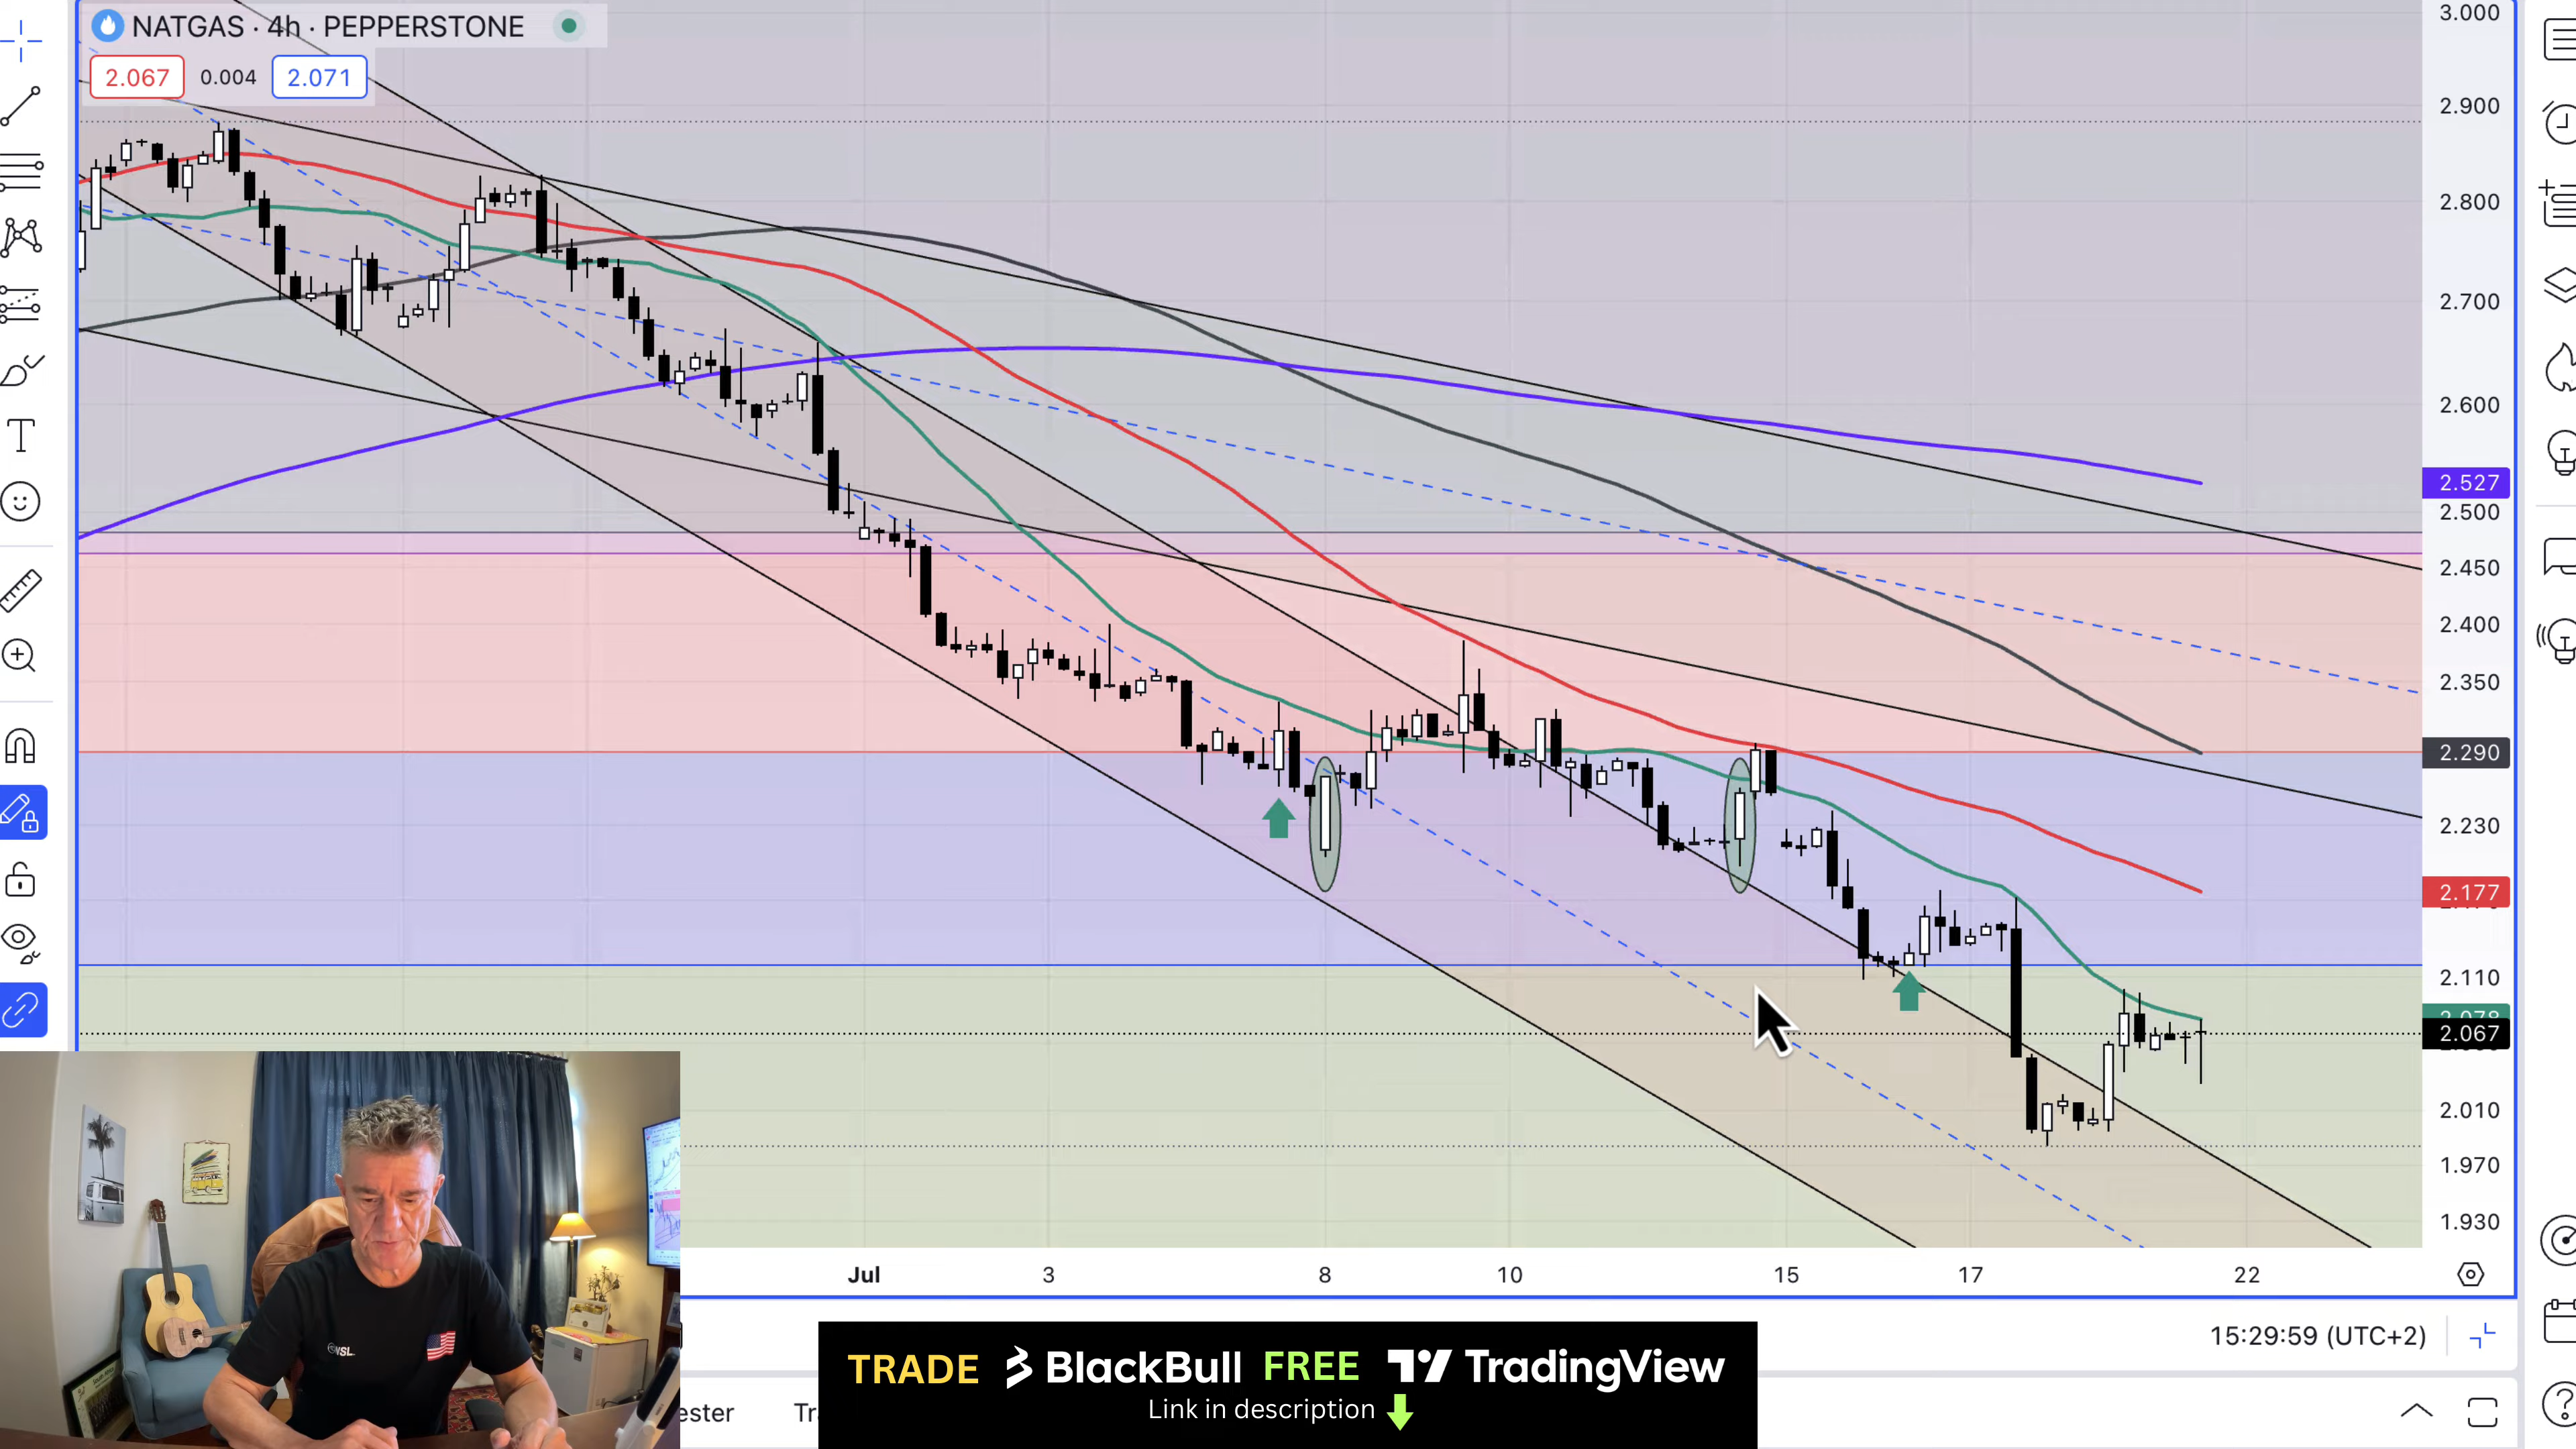 NATGAS · 4h · PEPPERSTONE
2.067 0.004 2.071
3.000
2.900
2.800
2.700
2.600
2.527
2.500
2.450
2.400
2.350
2.290
2.230
2.177
2.110
2.078
2.067
2.010
1.970
1.930
Jul 3 8 10 15 17 22
15:29:59 (UTC+2)
TRADE BlackBull FREE TradingView
Link in description
ester